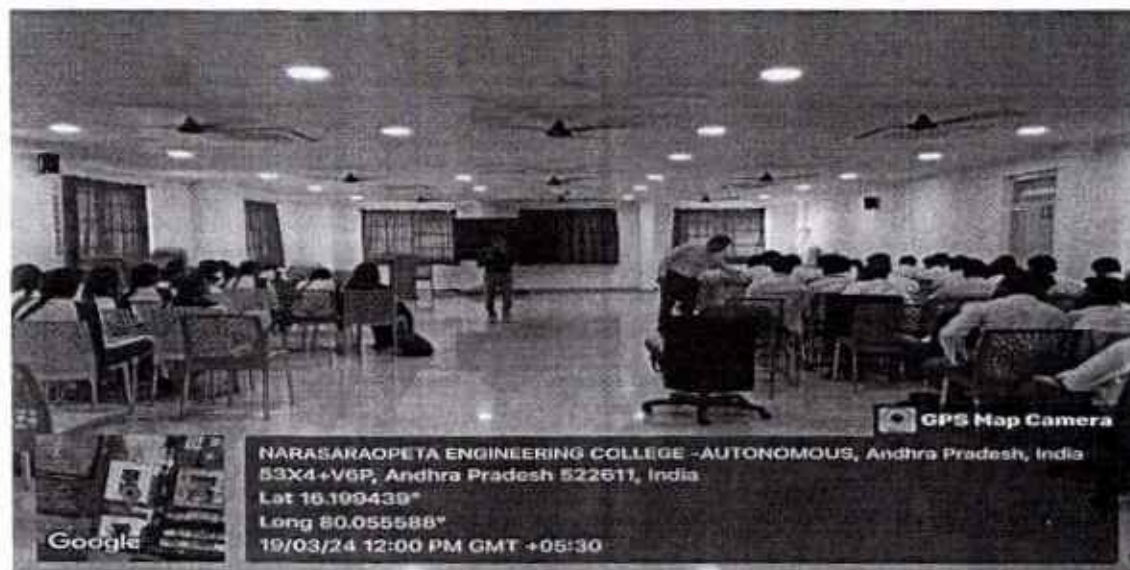 GPS Map Camera
NARASARAOPETA ENGINEERING COLLEGE -AUTONOMOUS, Andhra Pradesh, India
53X4+V6P, Andhra Pradesh 522611, India
Lat 16.199439°
Long 80.055588°
19/03/24 12:00 PM GMT +05:30
Google